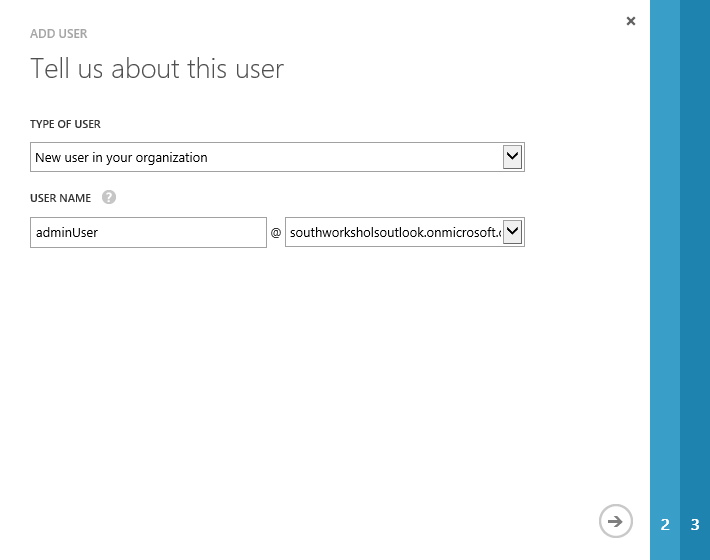 ADD USER
Tell us about this user
TYPE OF USER
New user in your organization
USER NAME ?
adminUser @ southworksholsoutlook.onmicrosoft.
2 3